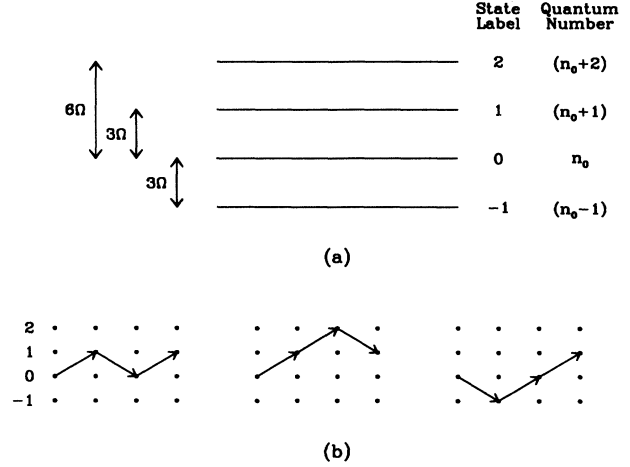 State Quantum
Label Number
2 (n₀+2)
6Ω
1 (n₀+1)
3Ω
0 n₀
3Ω
−1 (n₀−1)
(a)
2
1
0
−1
(b)